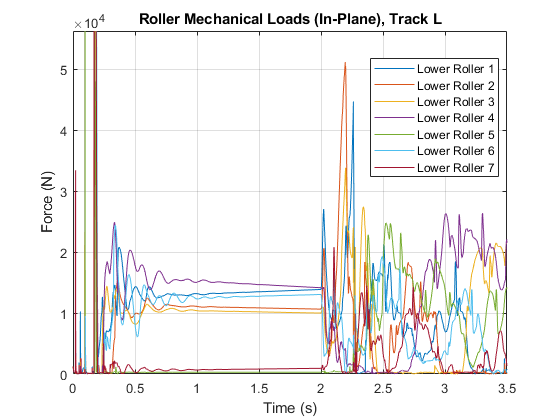 Roller Mechanical Loads (In-Plane), Track L
×10⁴
5
4
3
2
1
0
Force (N)
0 0.5 1 1.5 2 2.5 3 3.5
Time (s)
Lower Roller 1
Lower Roller 2
Lower Roller 3
Lower Roller 4
Lower Roller 5
Lower Roller 6
Lower Roller 7